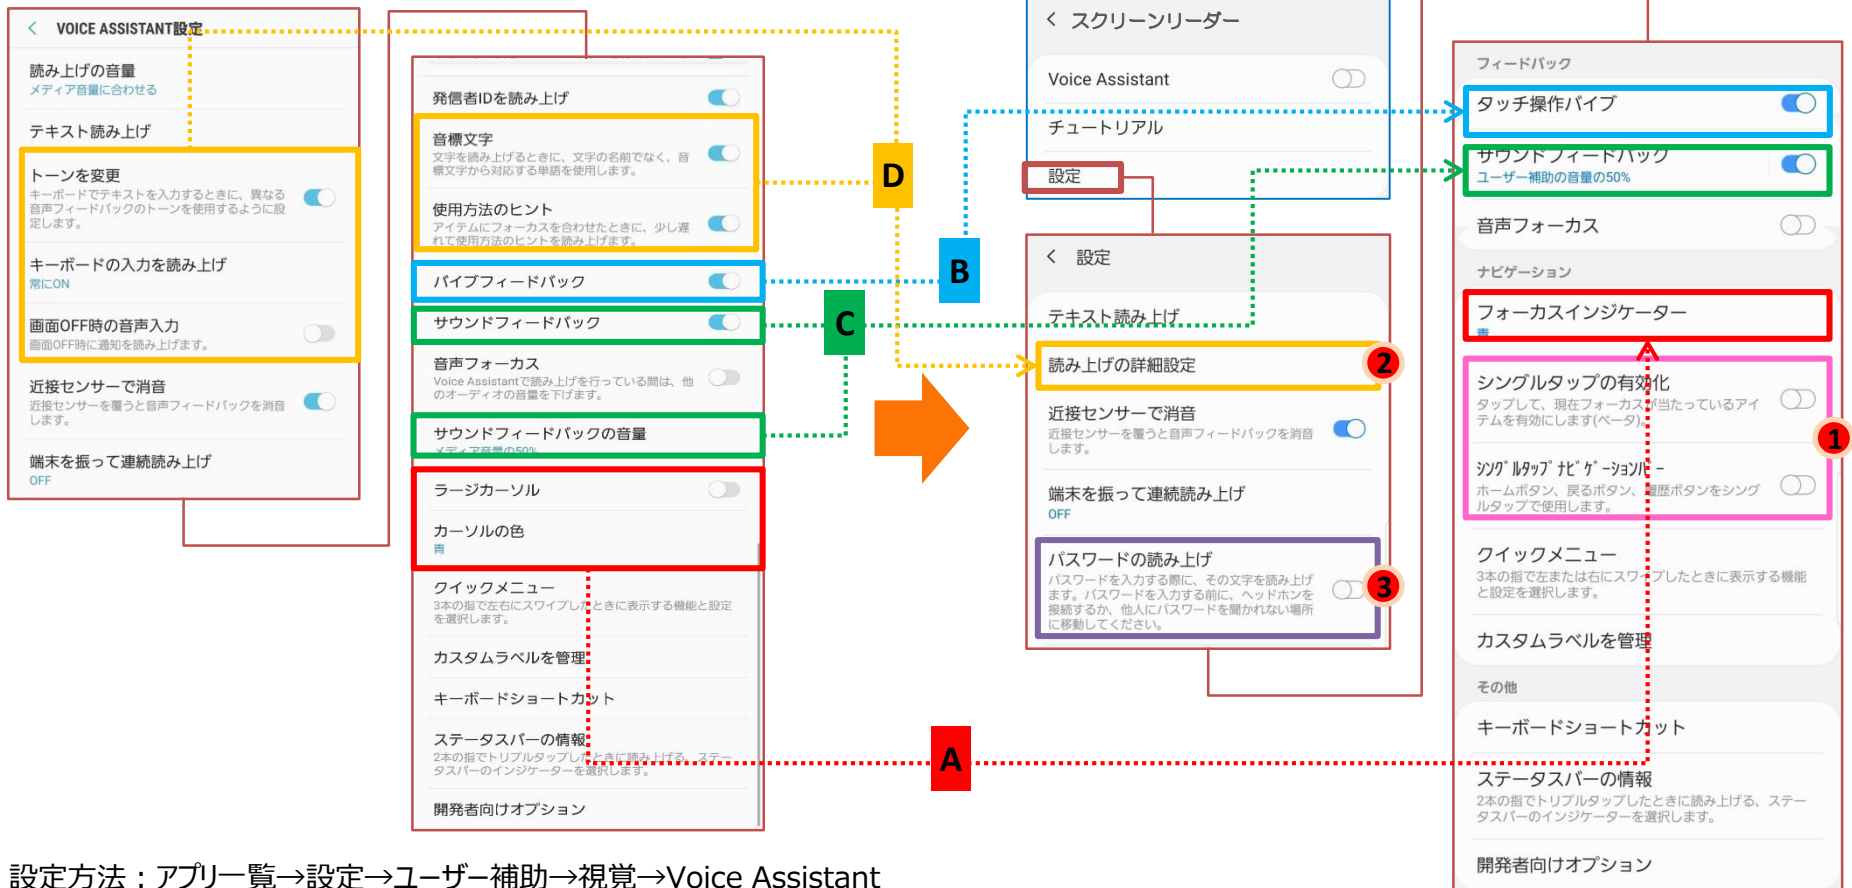 VOICE ASSISTANT設定
読み上げの音量
メディア音量に合わせる
テキスト読み上げ
トーンを変更
キーボードでテキストを入力するときに、異なる
音声フィードバックのトーンを使用するように設
定します。
キーボードの入力を読み上げ
常にON
画面OFF時の音声入力
画面OFF時に通知を読み上げます。
近接センサーで消音
近接センサーを覆うと音声フィードバックを消音
します。
端末を振って連続読み上げ
OFF
発信者IDを読み上げ
音標文字
文字を読み上げるときに、文字の名前でなく、音
標文字から対応する単語を使用します。
使用方法のヒント
アイテムにフォーカスを合わせたときに、少し遅
れて使用方法のヒントを読み上げます。
バイブフィードバック
サウンドフィードバック
音声フォーカス
Voice Assistantで読み上げを行っている間は、他
のオーディオの音量を下げます。
サウンドフィードバックの音量
メディア音量の50%
ラージカーソル
カーソルの色
青
クイックメニュー
3本の指で左右にスワイプしたときに表示する機能と設定
を選択します。
カスタムラベルを管理
キーボードショートカット
ステータスバーの情報
2本の指でトリプルタップしたときに読み上げる、ステー
タスバーのインジケーターを選択します。
開発者向けオプション
D
B
C
A
スクリーンリーダー
Voice Assistant
チュートリアル
設定
設定
テキスト読み上げ
読み上げの詳細設定
2
近接センサーで消音
近接センサーを覆うと音声フィードバックを消音
します。
端末を振って連続読み上げ
OFF
パスワードの読み上げ
パスワードを入力する際に、その文字を読み上げ
ます。パスワードを入力する前に、ヘッドホンを
接続するか、他人にパスワードを聞かれない場所
に移動してください。
3
フィードバック
タッチ操作バイブ
サウンドフィードバック
ユーザー補助の音量の50%
音声フォーカス
ナビゲーション
フォーカスインジケーター
青
シングルタップの有効化
タップして、現在フォーカスが当たっているアイ
テムを有効にします(ベータ)。
1
ｼﾝｸﾞﾙﾀｯﾌﾟﾅﾋﾞｹﾞｰｼｮﾝﾊﾞｰ
ホームボタン、戻るボタン、履歴ボタンをシング
ルタップで使用します。
クイックメニュー
3本の指で左または右にスワイプしたときに表示する機能
と設定を選択します。
カスタムラベルを管理
その他
キーボードショートカット
ステータスバーの情報
2本の指でトリプルタップしたときに読み上げる、ステー
タスバーのインジケーターを選択します。
開発者向けオプション
設定方法：アプリ一覧→設定→ユーザー補助→視覚→Voice Assistant